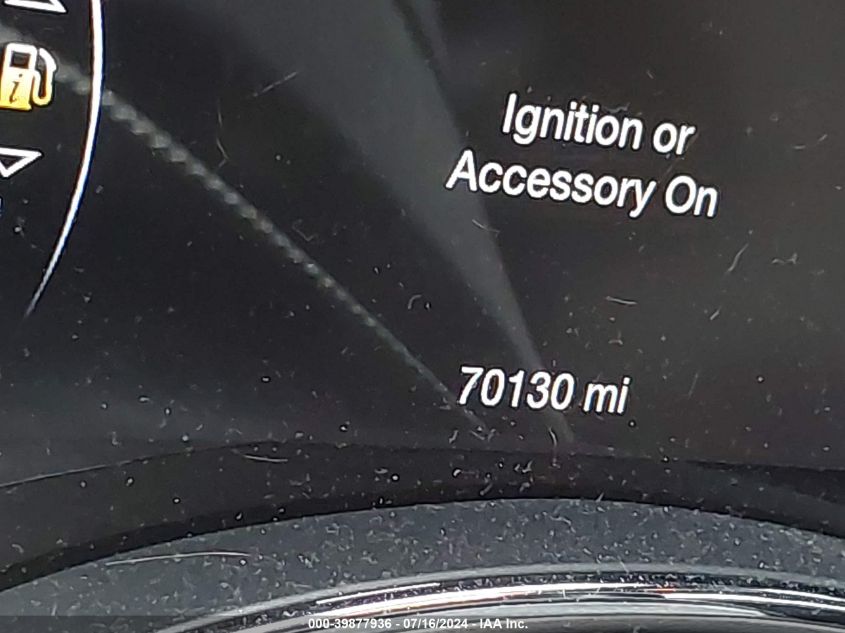 Ignition or
Accessory On
70130 mi
000-39877936 - 07/16/2024 - IAA Inc.